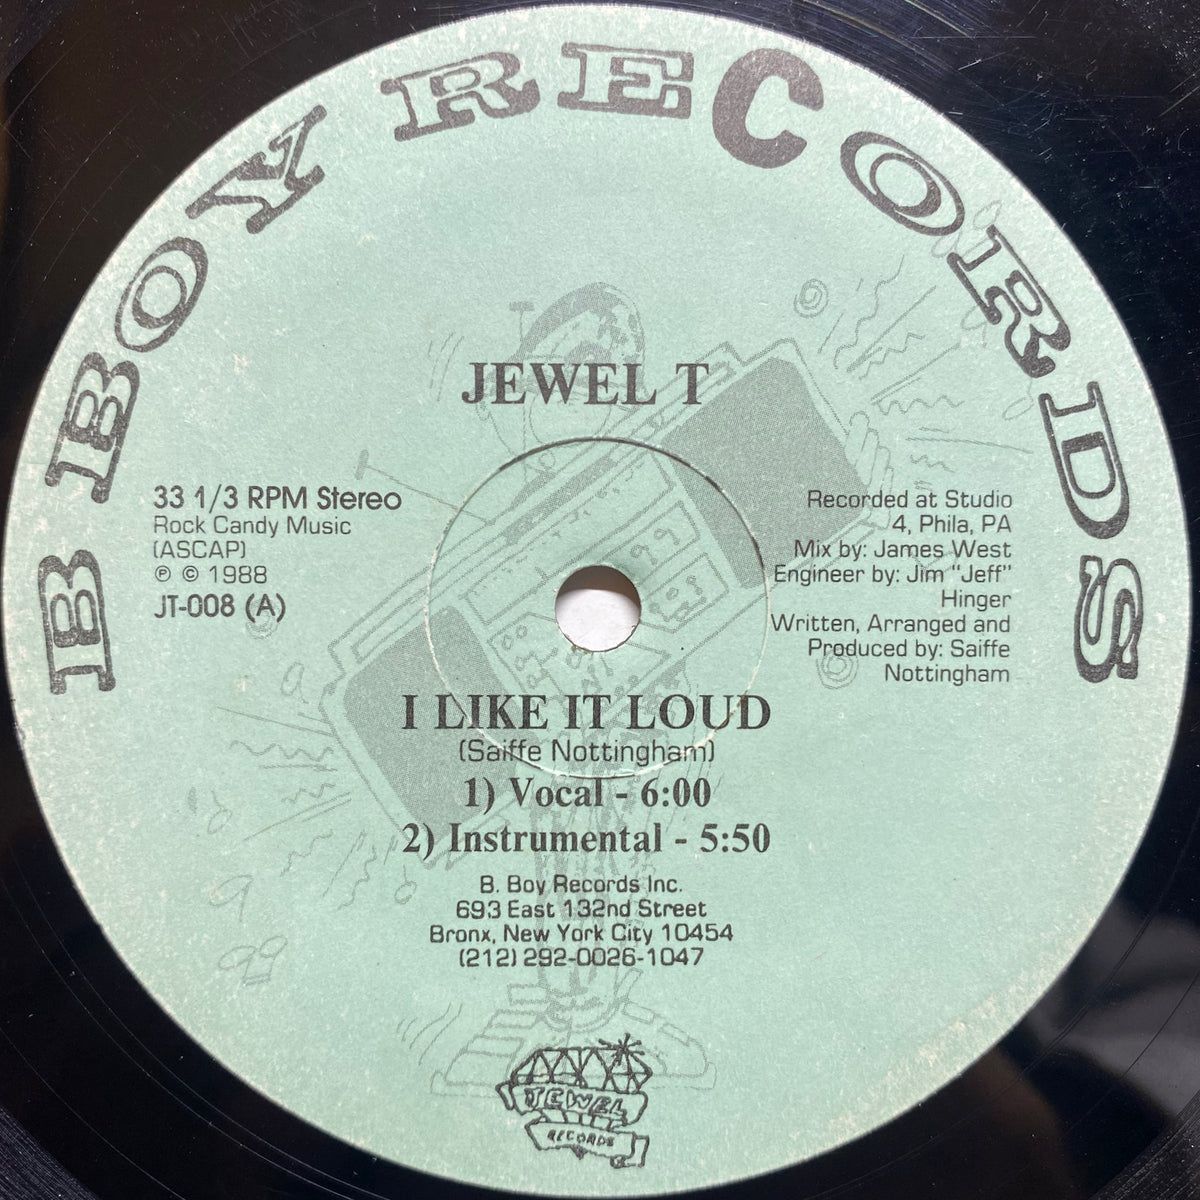 B BOY RECORDS
JEWEL T
33 1/3 RPM Stereo
Rock Candy Music
(ASCAP)
℗ © 1988
JT-008 (A)
Recorded at Studio
4, Phila, PA
Mix by: James West
Engineer by: Jim "Jeff"
Hinger
Written, Arranged and
Produced by: Saiffe
Nottingham
I LIKE IT LOUD
(Saiffe Nottingham)
1) Vocal - 6:00
2) Instrumental - 5:50
B. Boy Records Inc.
693 East 132nd Street
Bronx, New York City 10454
(212) 292-0026-1047
JEWEL
RECORDS